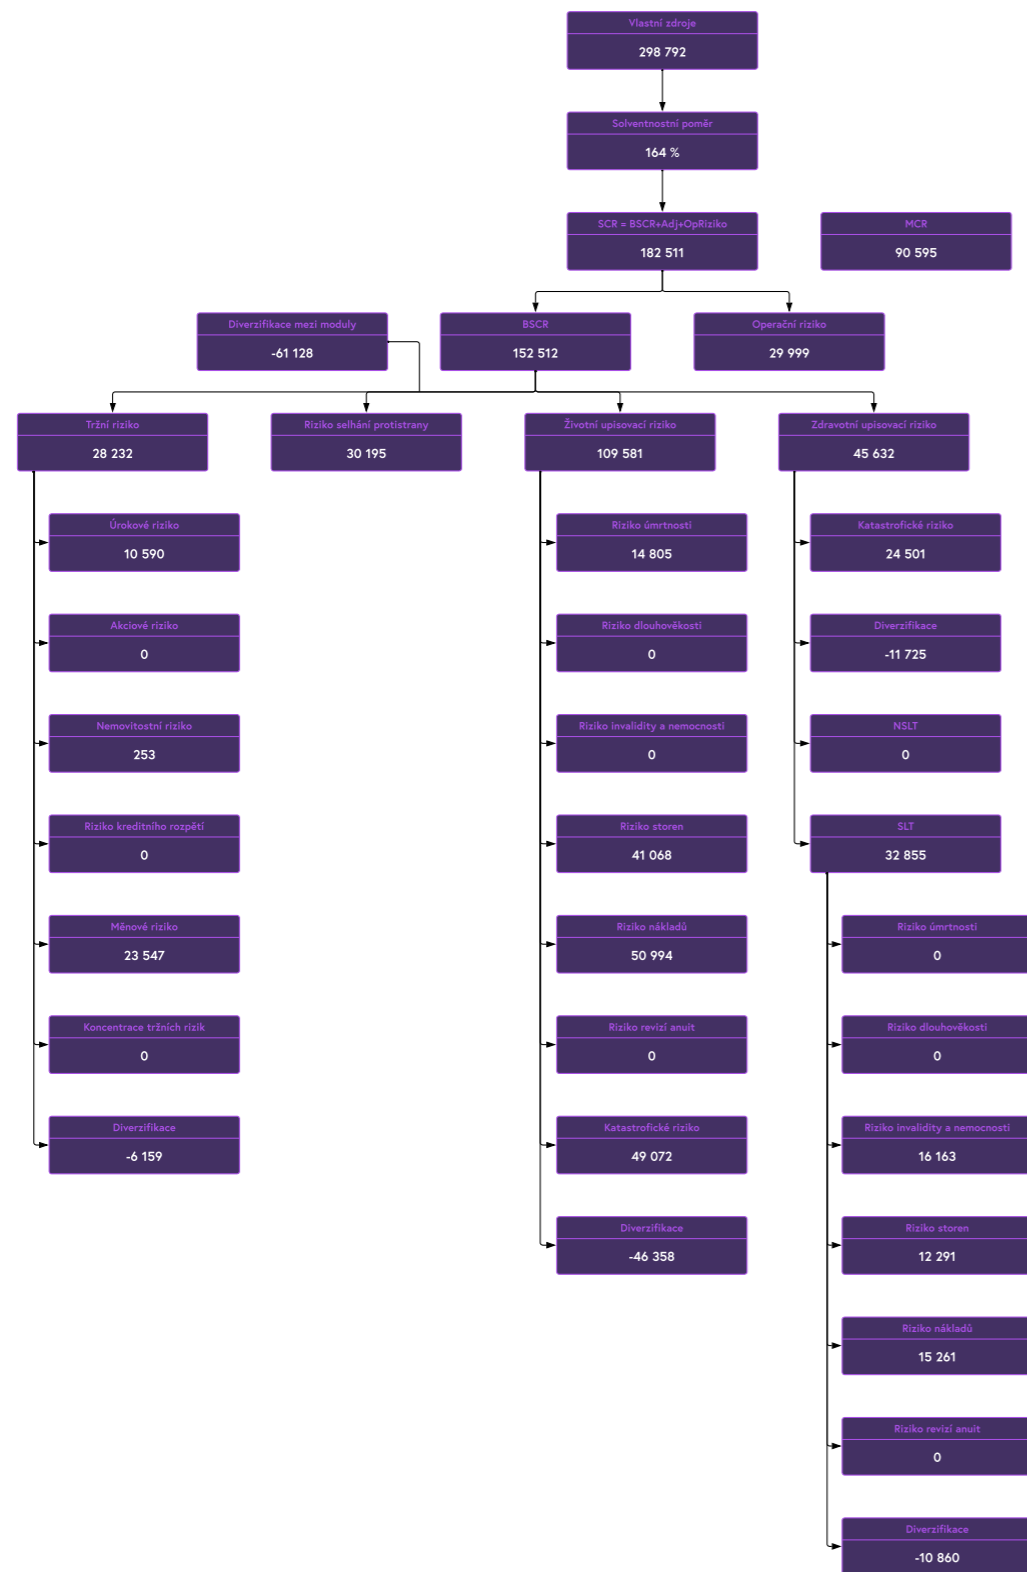 Vlastní zdroje
298 792
Solventnostní poměr
164 %
SCR = BSCR+Adj+OpRiziko
182 511
MCR
90 595
Diverzifikace mezi moduly
-61 128
BSCR
152 512
Operační riziko
29 999
Tržní riziko
28 232
Riziko selhání protistrany
30 195
Životní upisovací riziko
109 581
Zdravotní upisovací riziko
45 632
Úrokové riziko
10 590
Akciové riziko
0
Nemovitostní riziko
253
Riziko kreditního rozpětí
0
Měnové riziko
23 547
Koncentrace tržních rizik
0
Diverzifikace
-6 159
Riziko úmrtnosti
14 805
Riziko dlouhověkosti
0
Riziko invalidity a nemocnosti
0
Riziko storen
41 068
Riziko nákladů
50 994
Riziko revizí anuit
0
Katastrofické riziko
49 072
Diverzifikace
-46 358
Katastrofické riziko
24 501
Diverzifikace
-11 725
NSLT
0
SLT
32 855
Riziko úmrtnosti
0
Riziko dlouhověkosti
0
Riziko invalidity a nemocnosti
16 163
Riziko storen
12 291
Riziko nákladů
15 261
Riziko revizí anuit
0
Diverzifikace
-10 860